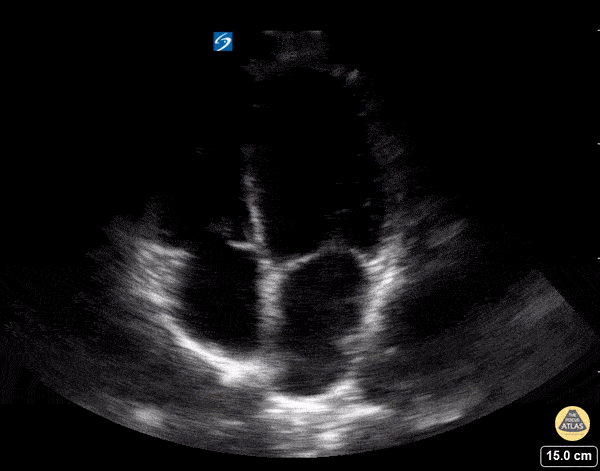 THE
POCUS
ATLAS
15.0 cm